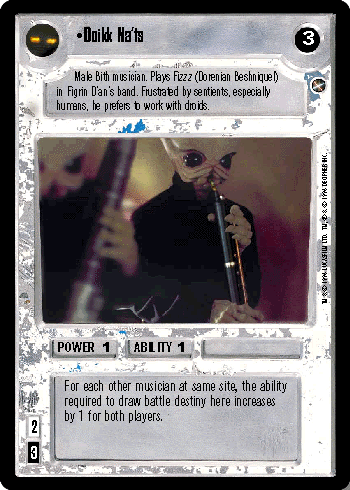 •Doikk Na'ts
3
Male Bith musician. Plays Fizzz (Dorenian Beshniquel)
in Figrin D'an's band. Frustrated by sentients, especially
humans, he prefers to work with droids.
POWER 1 ABILITY 1
For each other musician at same site, the ability
required to draw battle destiny here increases
by 1 for both players.
2
3